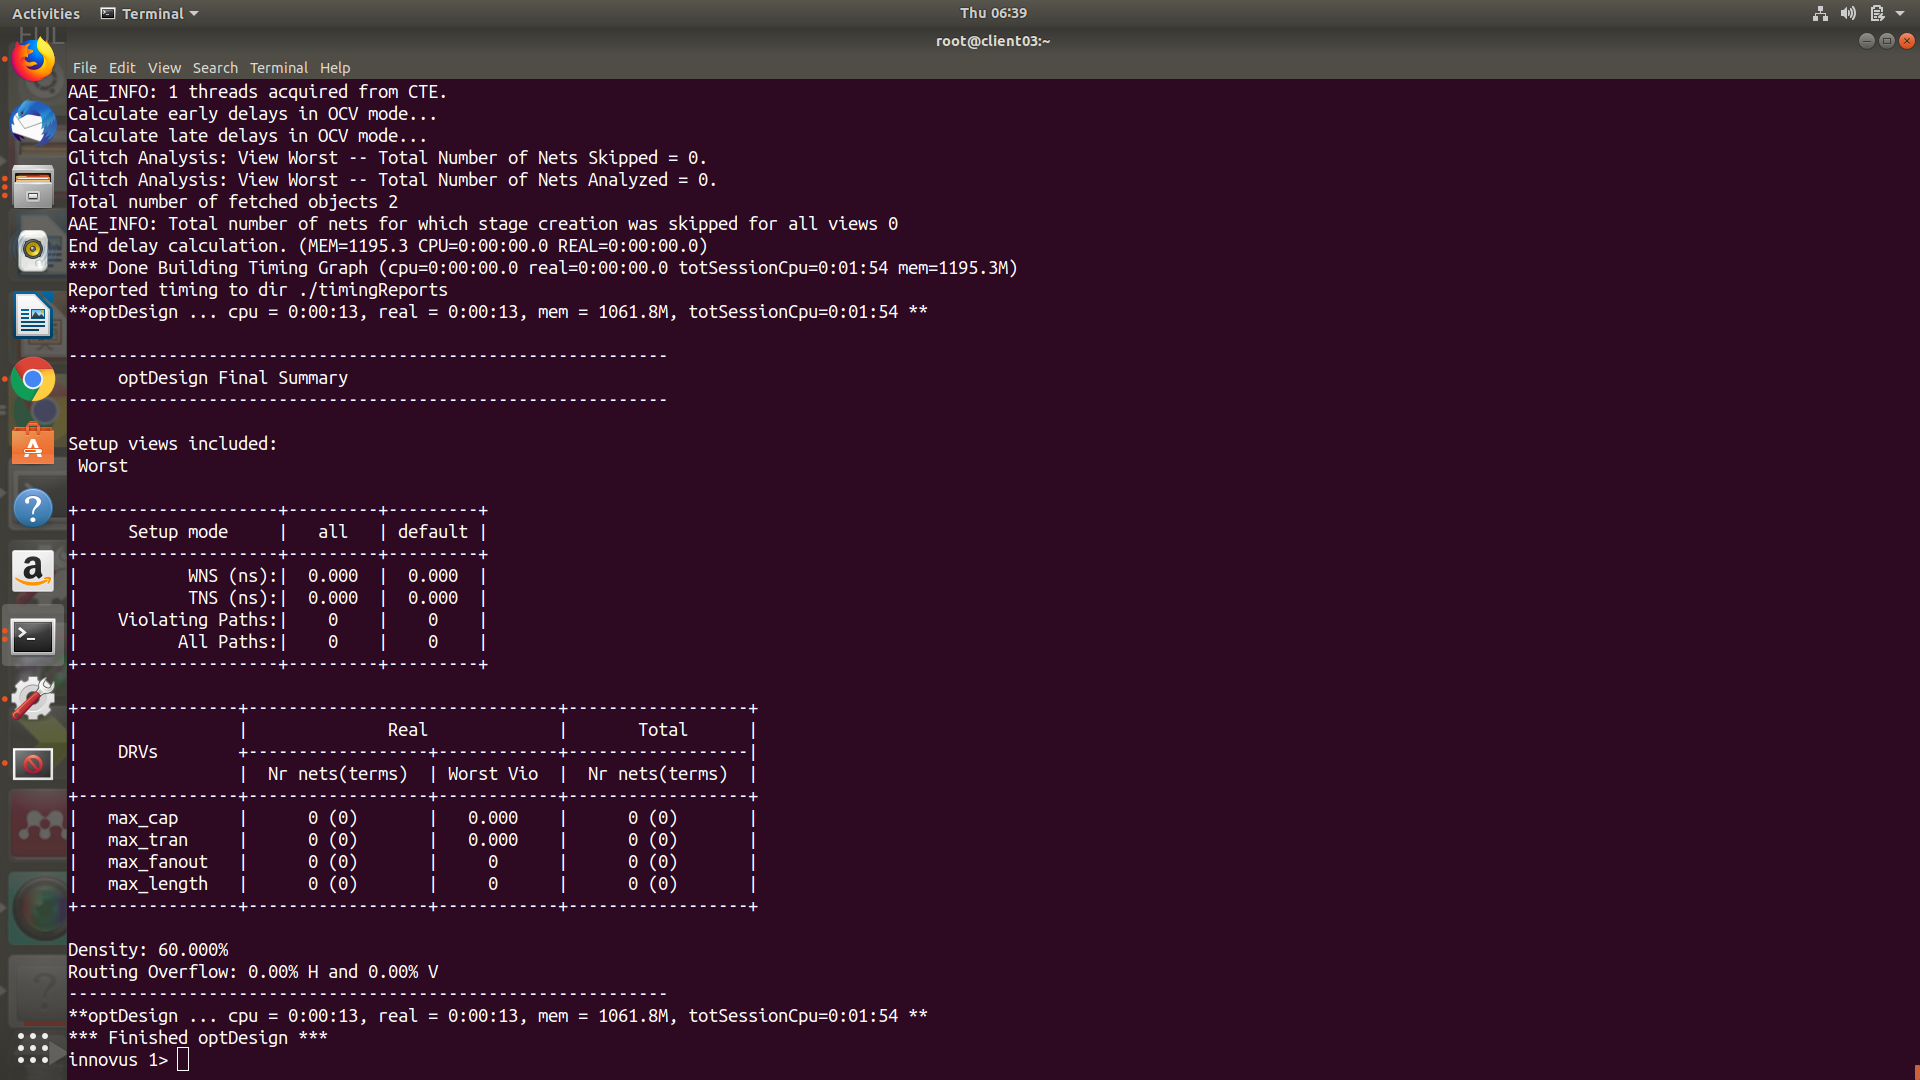 Activities Terminal Thu 06:39
root@client03:~
File Edit View Search Terminal Help
AAE_INFO: 1 threads acquired from CTE.
Calculate early delays in OCV mode...
Calculate late delays in OCV mode...
Glitch Analysis: View Worst -- Total Number of Nets Skipped = 0.
Glitch Analysis: View Worst -- Total Number of Nets Analyzed = 0.
Total number of fetched objects 2
AAE_INFO: Total number of nets for which stage creation was skipped for all views 0
End delay calculation. (MEM=1195.3 CPU=0:00:00.0 REAL=0:00:00.0)
*** Done Building Timing Graph (cpu=0:00:00.0 real=0:00:00.0 totSessionCpu=0:01:54 mem=1195.3M)
Reported timing to dir ./timingReports
**optDesign ... cpu = 0:00:13, real = 0:00:13, mem = 1061.8M, totSessionCpu=0:01:54 **

------------------------------------------------------------
     optDesign Final Summary
------------------------------------------------------------

Setup views included:
 Worst

+--------------------+---------+---------+
|     Setup mode     |   all   | default |
+--------------------+---------+---------+
|           WNS (ns):|  0.000  |  0.000  |
|           TNS (ns):|  0.000  |  0.000  |
|    Violating Paths:|    0    |    0    |
|          All Paths:|    0    |    0    |
+--------------------+---------+---------+

+----------------+------------------------------+------------------+
|                |              Real              |       Total      |
|    DRVs        +------------------+------------+------------------|
|                |  Nr nets(terms)  | Worst Vio  |  Nr nets(terms)  |
+----------------+------------------+------------+------------------+
|   max_cap      |      0 (0)       |   0.000    |      0 (0)       |
|   max_tran     |      0 (0)       |   0.000    |      0 (0)       |
|   max_fanout   |      0 (0)       |     0      |      0 (0)       |
|   max_length   |      0 (0)       |     0      |      0 (0)       |
+----------------+------------------+------------+------------------+

Density: 60.000%
Routing Overflow: 0.00% H and 0.00% V
------------------------------------------------------------
**optDesign ... cpu = 0:00:13, real = 0:00:13, mem = 1061.8M, totSessionCpu=0:01:54 **
*** Finished optDesign ***
innovus 1>